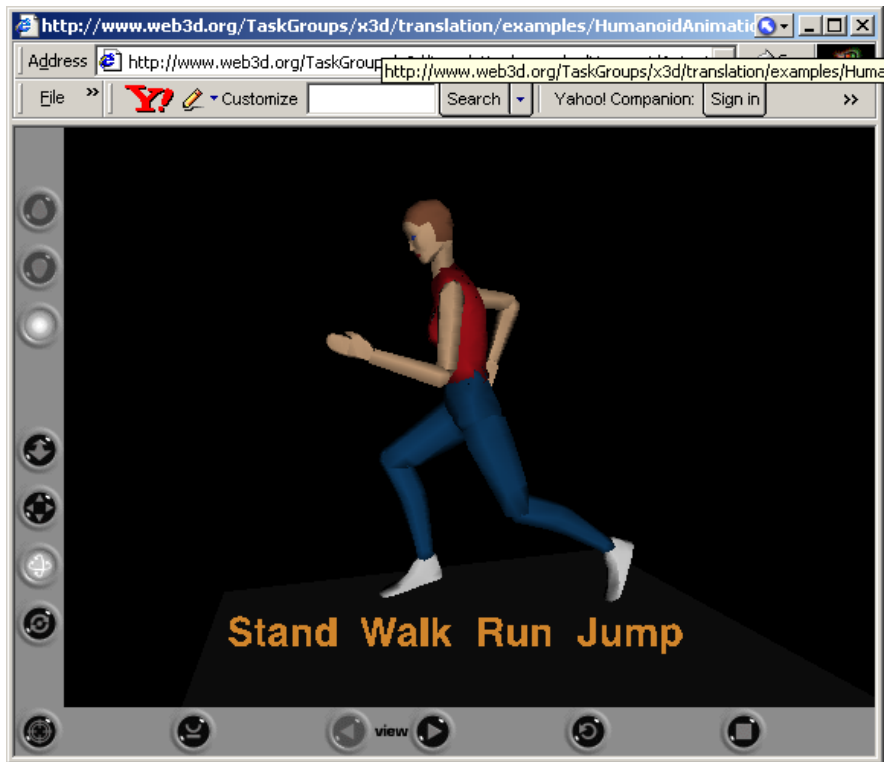 http://www.web3d.org/TaskGroups/x3d/translation/examples/HumanoidAnimatic
Address http://www.web3d.org/TaskGroup
http://www.web3d.org/TaskGroups/x3d/translation/examples/Huma
File » Y! Customize Search Yahoo! Companion: Sign in »
Stand Walk Run Jump
view